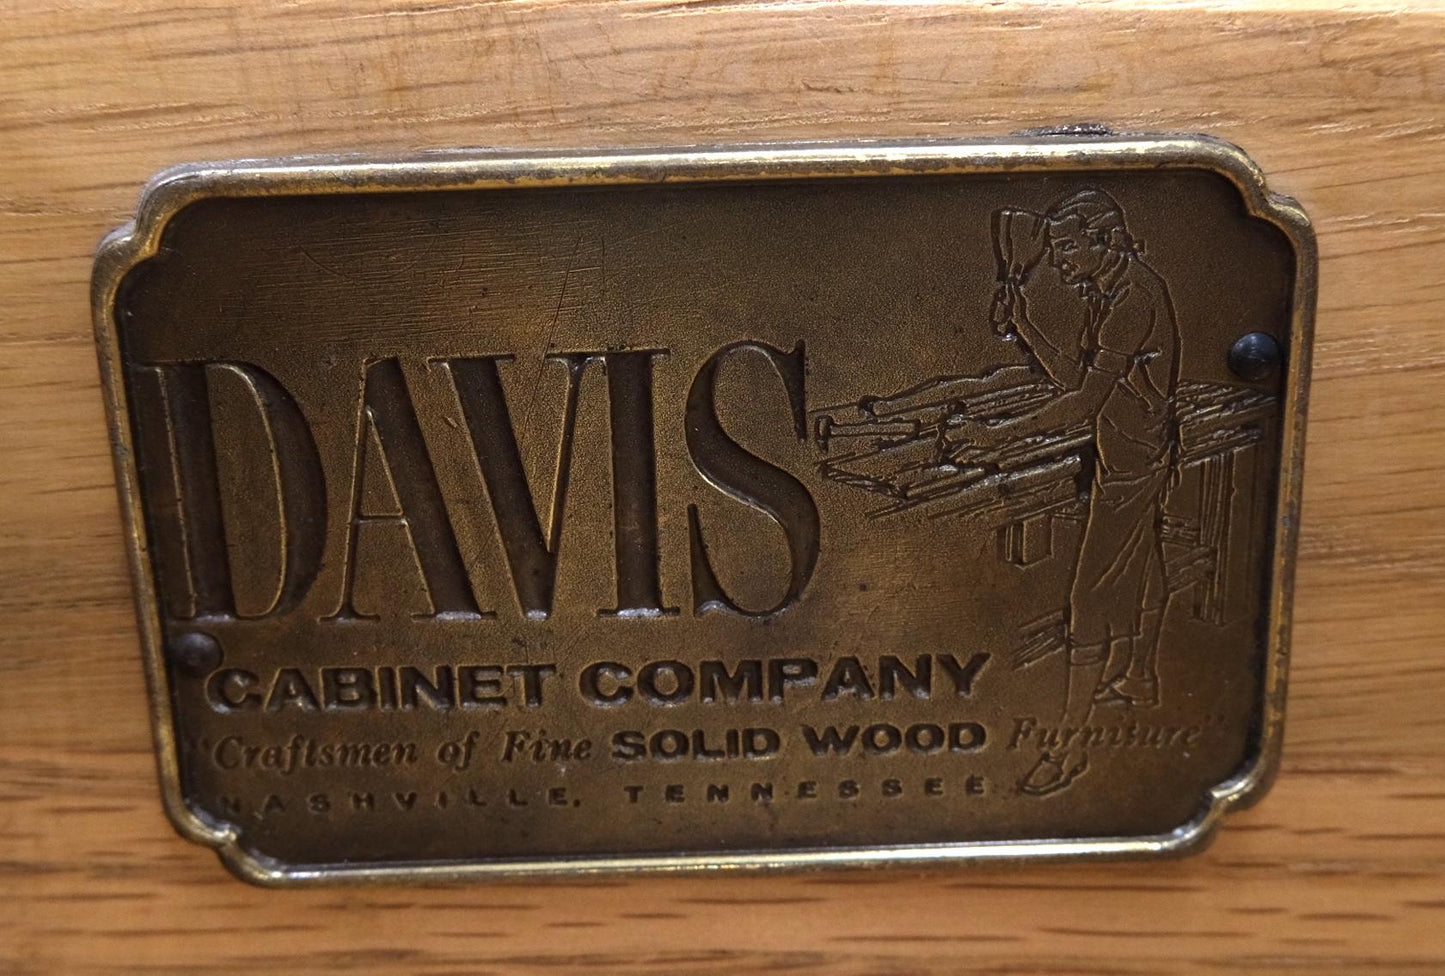 DAVIS
CABINET COMPANY
"Craftsmen of Fine SOLID WOOD Furniture"
NASHVILLE, TENNESSEE